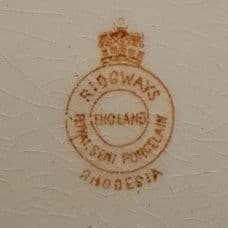 RIDGWAYS
ENGLAND
ROYAL SEMI PORCELAIN
RHODESIA